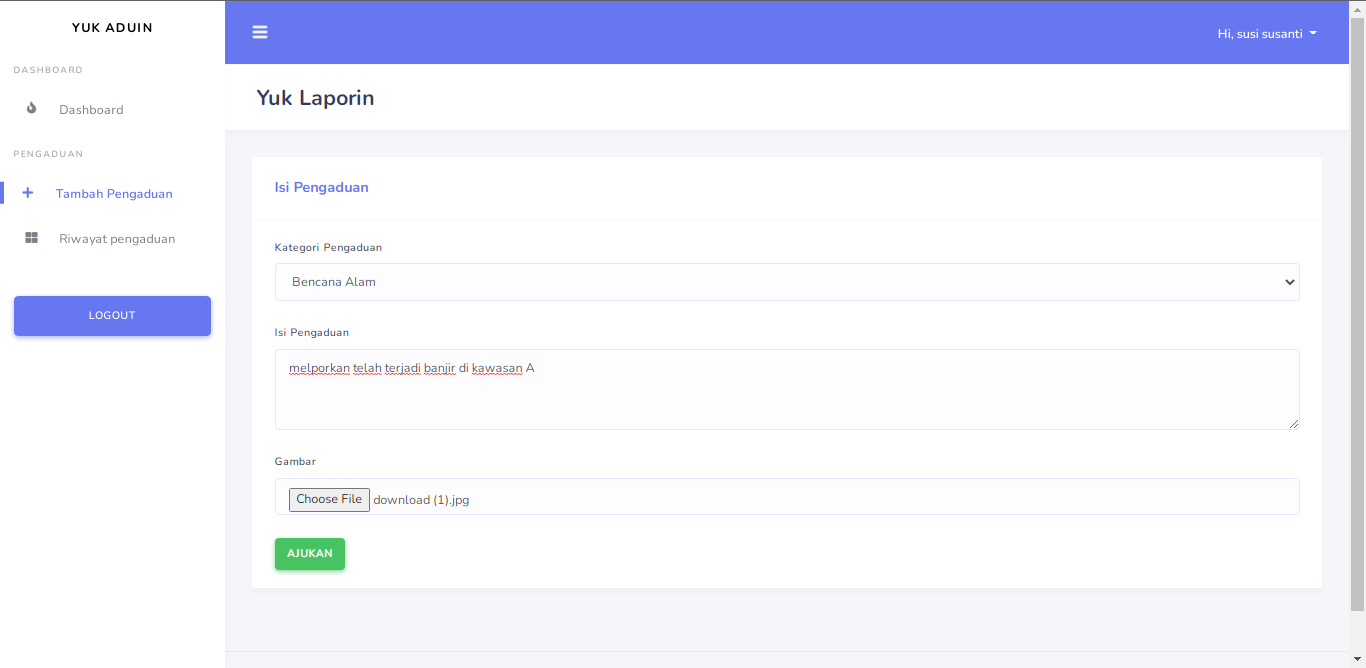 YUK ADUIN
Hi, susi susanti
DASHBOARD
Dashboard
PENGADUAN
Tambah Pengaduan
Riwayat pengaduan
LOGOUT
Yuk Laporin
Isi Pengaduan
Kategori Pengaduan
Bencana Alam
Isi Pengaduan
melporkan telah terjadi banjir di kawasan A
Gambar
Choose File download (1).jpg
AJUKAN